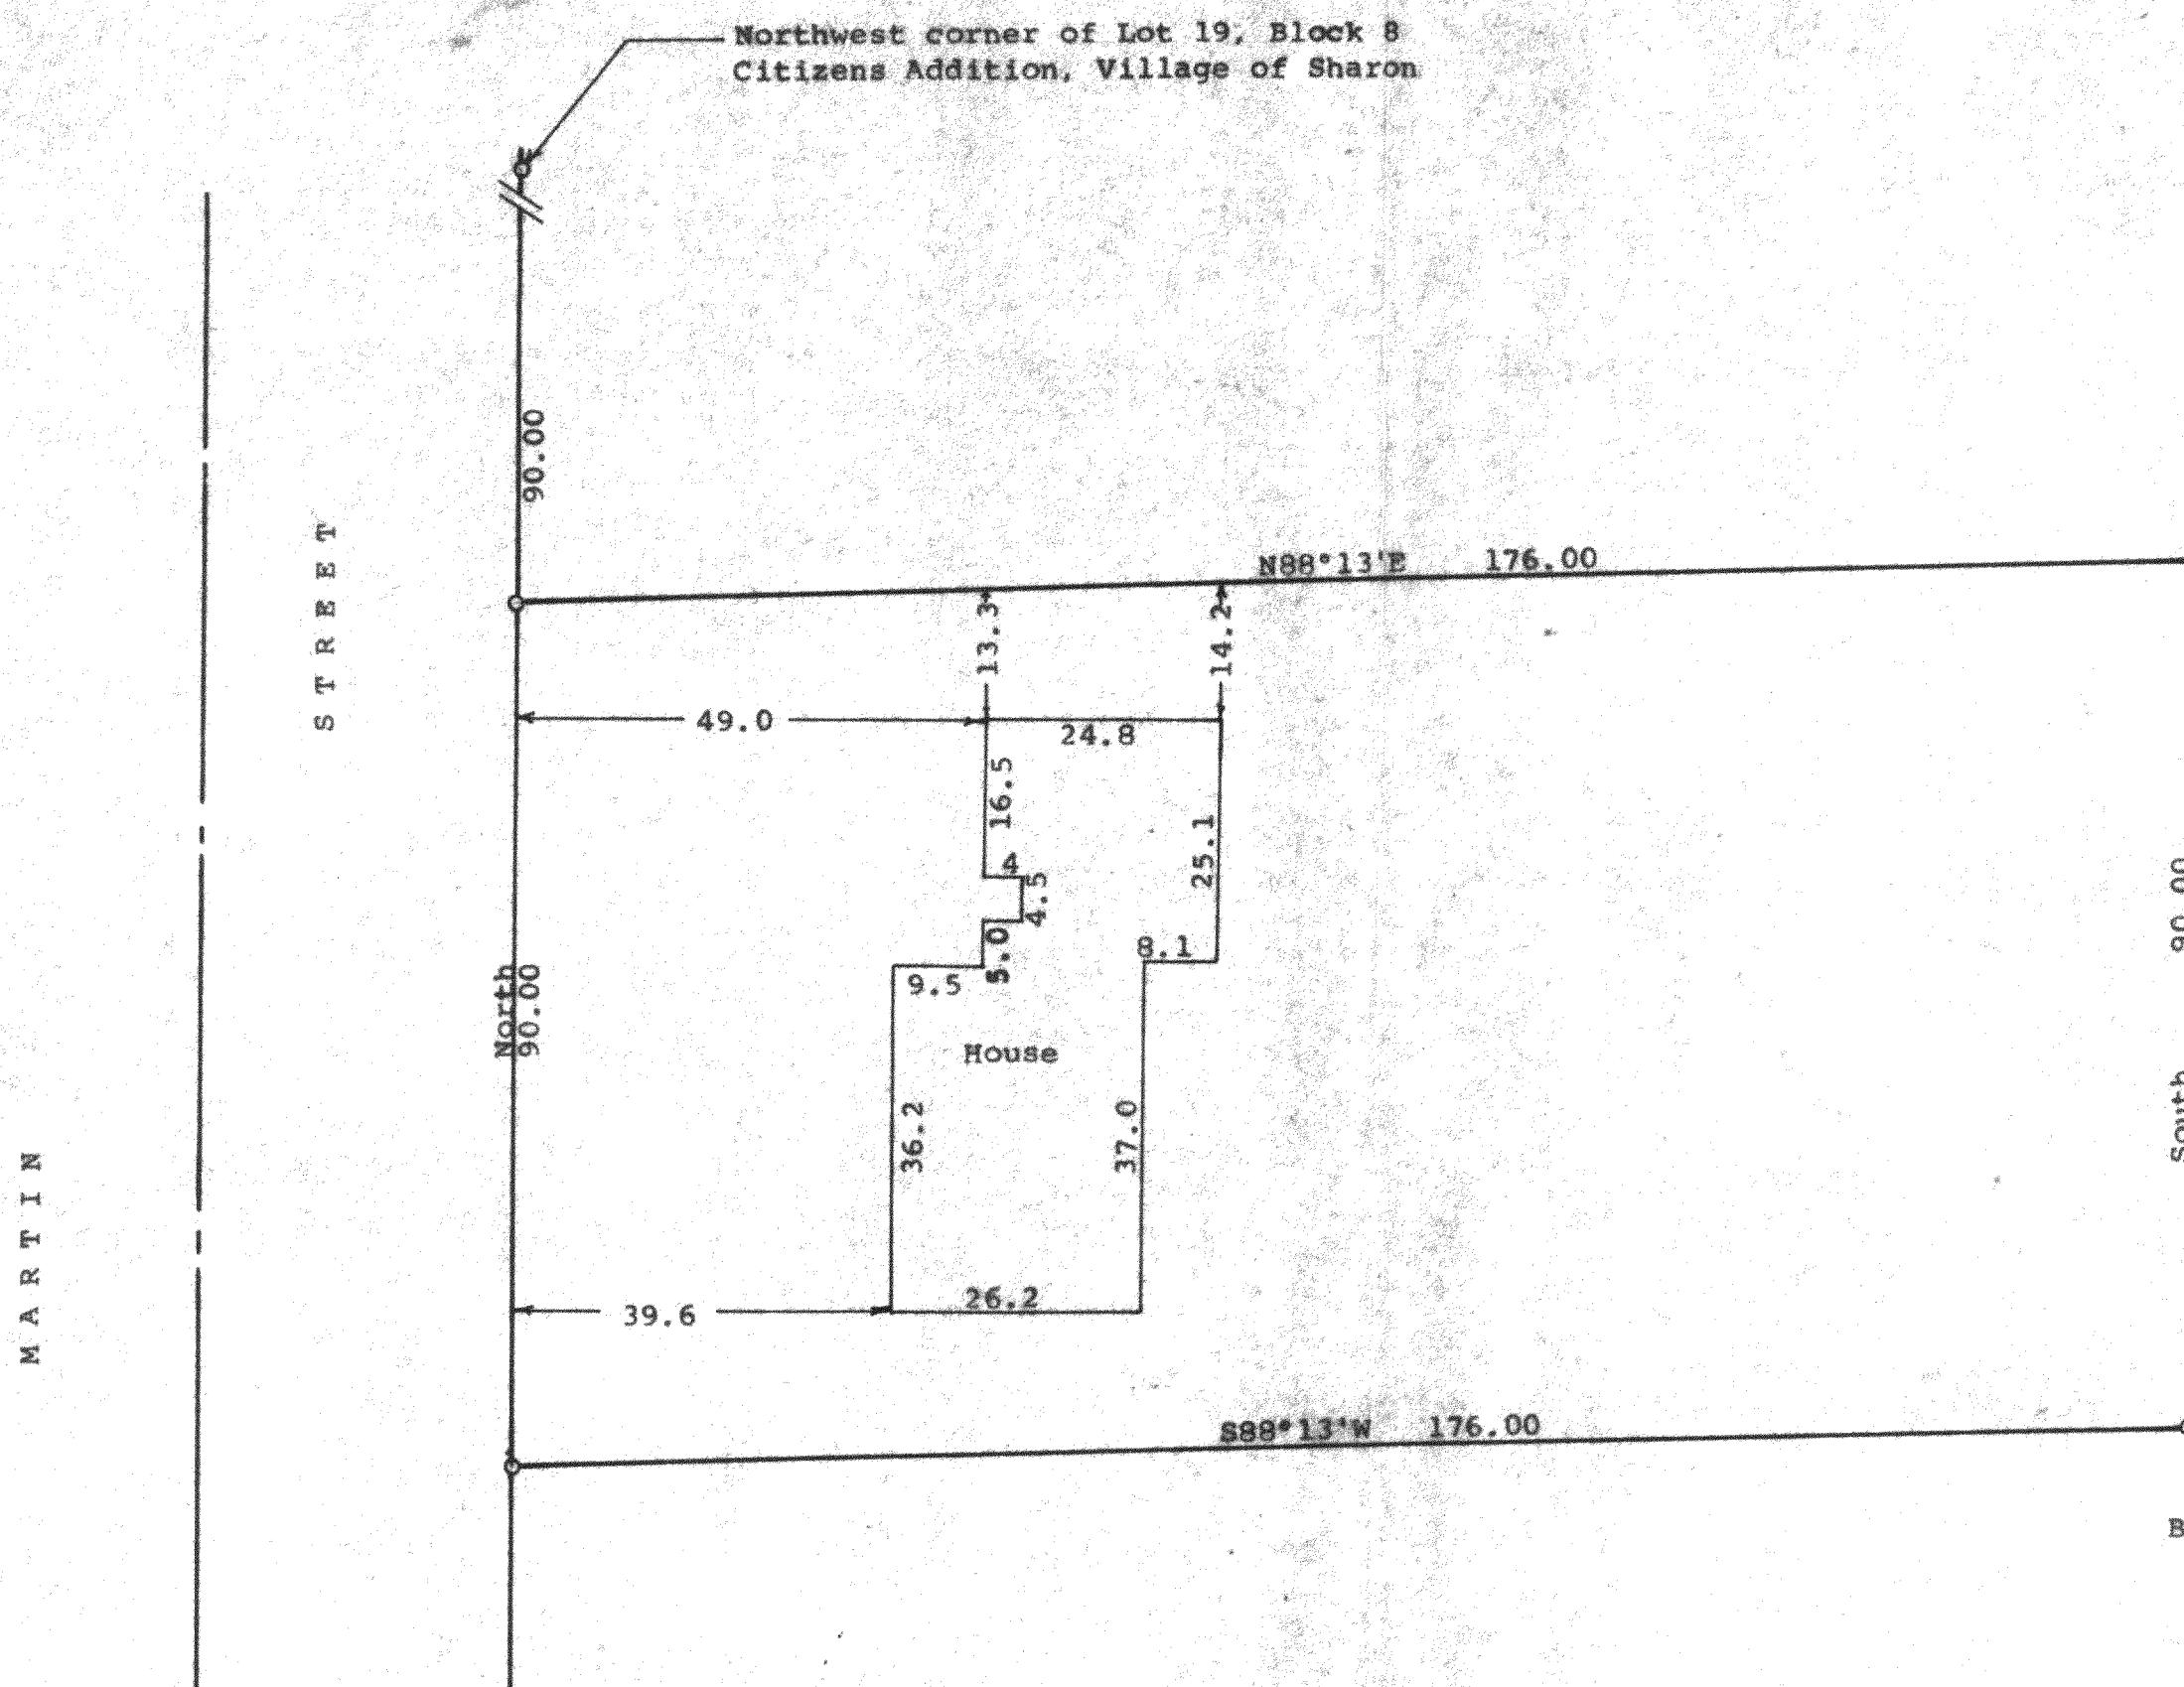 Northwest corner of Lot 19, Block 8
Citizens Addition, Village of Sharon
90.00
STREET
N88°13'E 176.00
13.3
14.2
49.0
24.8
16.5
4
4.5
25.1
5.0
8.1
9.5
North
90.00
House
36.2
37.0
MARTIN
South 90.00
26.2
39.6
S88°13'W 176.00
B